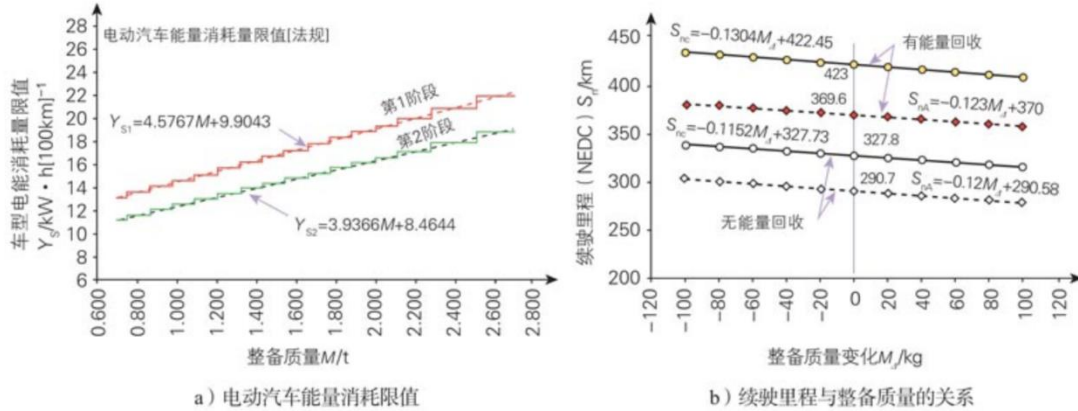 28
26
24
22
20
18
16
14
12
10
8
6
车型电能消耗量限值
Y_S/kW·h[100km]⁻¹
电动汽车能量消耗量限值[法规]
第1阶段
Y_S1=4.5767M+9.9043
第2阶段
Y_S2=3.9366M+8.4644
0.600
0.800
1.000
1.200
1.400
1.600
1.800
2.000
2.200
2.400
2.600
2.800
整备质量M/t
a）电动汽车能量消耗限值
450
400
350
300
250
200
续驶里程（NEDC）S_n/km
S_nc=-0.1304M_Δ+422.45
有能量回收
423
369.6
S_nA=-0.123M_Δ+370
S_nc=-0.1152M_Δ+327.73
327.8
290.7
S_nA=-0.12M_Δ+290.58
无能量回收
-120
-100
-80
-60
-40
-20
0
20
40
60
80
100
120
整备质量变化M_Δ/kg
b）续驶里程与整备质量的关系